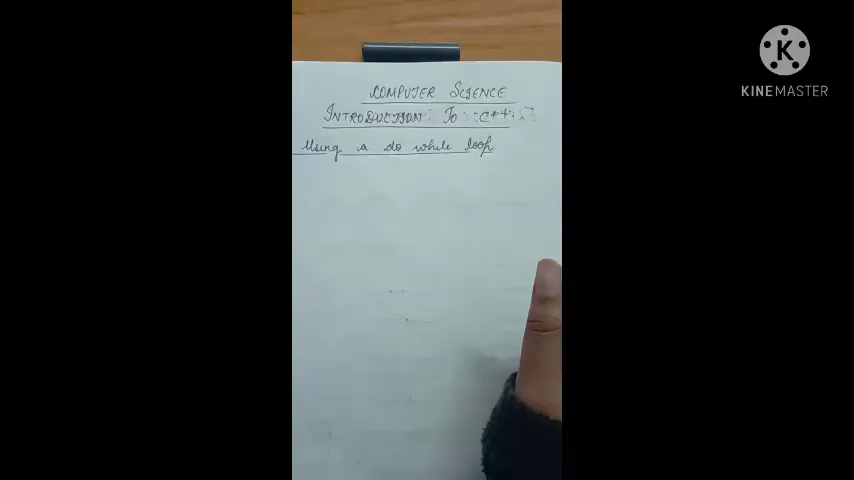 COMPUTER SCIENCE
INTRODUCTION TO C++
Using a do while loop
K
KINEMASTER